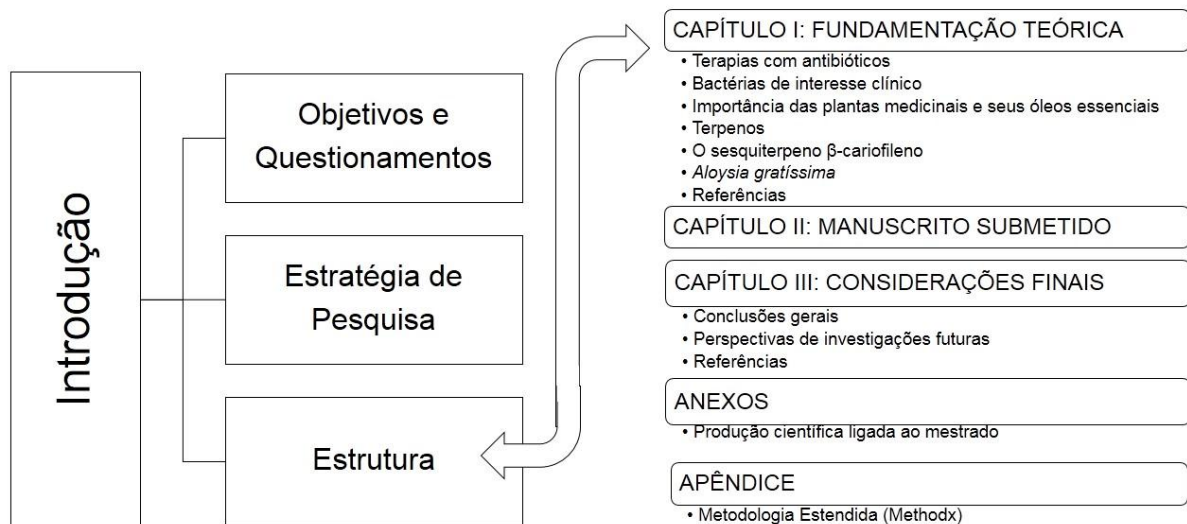 Introdução
Objetivos e
Questionamentos
Estratégia de
Pesquisa
Estrutura
CAPÍTULO I: FUNDAMENTAÇÃO TEÓRICA
• Terapias com antibióticos
• Bactérias de interesse clínico
• Importância das plantas medicinais e seus óleos essenciais
• Terpenos
• O sesquiterpeno β-cariofileno
• Aloysia gratíssima
• Referências
CAPÍTULO II: MANUSCRITO SUBMETIDO
CAPÍTULO III: CONSIDERAÇÕES FINAIS
• Conclusões gerais
• Perspectivas de investigações futuras
• Referências
ANEXOS
• Produção científica ligada ao mestrado
APÊNDICE
• Metodologia Estendida (Methodx)